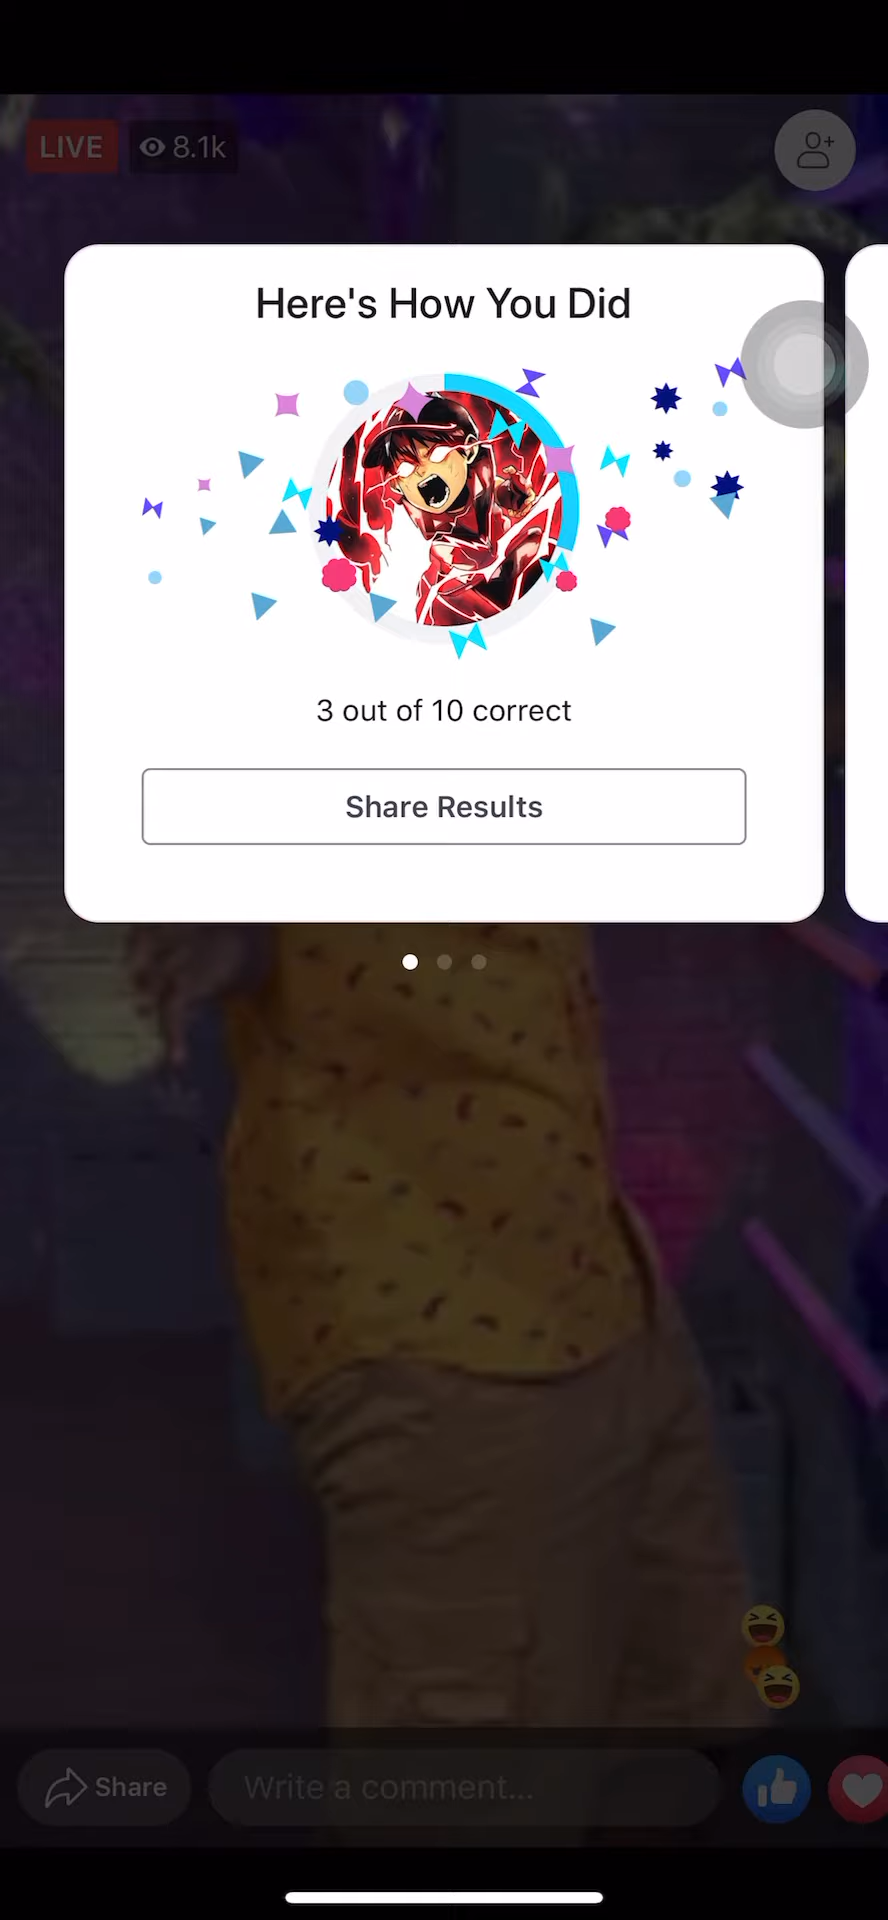 LIVE 8.1k
Here's How You Did
3 out of 10 correct
Share Results
Share Write a comment...